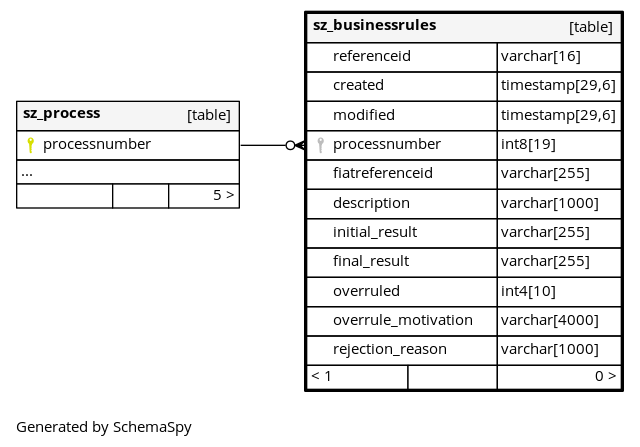 sz_businessrules [table]
referenceid varchar[16]
created timestamp[29,6]
modified timestamp[29,6]
processnumber int8[19]
fiatreferenceid varchar[255]
description varchar[1000]
initial_result varchar[255]
final_result varchar[255]
overruled int4[10]
overrule_motivation varchar[4000]
rejection_reason varchar[1000]
< 1 0 >
sz_process [table]
processnumber
...
5 >
Generated by SchemaSpy